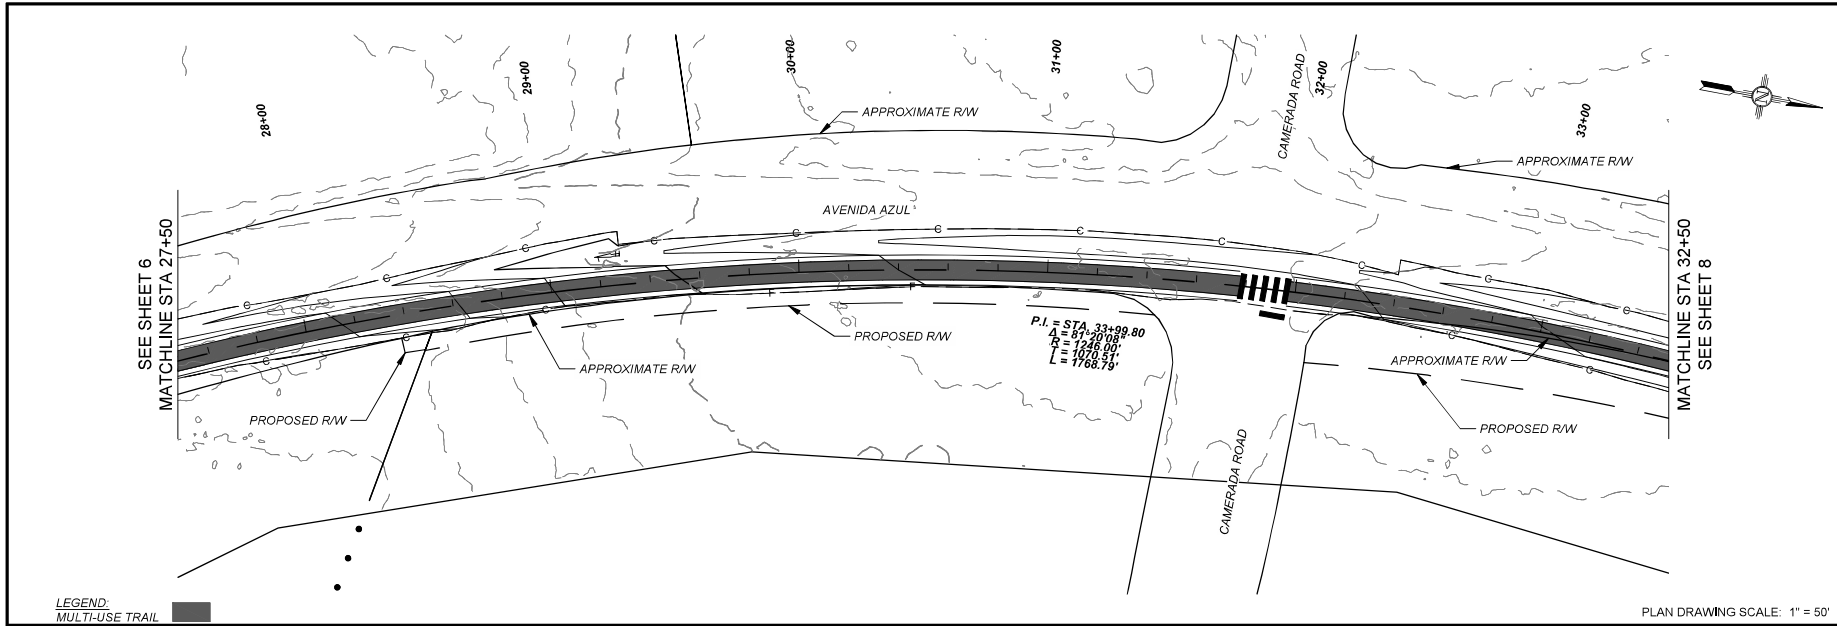 28+00
29+00
30+00
31+00
32+00
33+00
CAMERADA ROAD
N
APPROXIMATE R/W
APPROXIMATE R/W
AVENIDA AZUL
C C C C C C C C C C C
SEE SHEET 6
MATCHLINE STA 27+50
MATCHLINE STA 32+50
SEE SHEET 8
F F
PROPOSED R/W
P.I. = STA. 33+99.80
Δ = 81°20'08"
R = 1246.00'
T = 1070.51'
L = 1768.79'
C C C C C
APPROXIMATE R/W
APPROXIMATE R/W
PROPOSED R/W
PROPOSED R/W
CAMERADA ROAD
LEGEND:
MULTI-USE TRAIL
PLAN DRAWING SCALE: 1" = 50'